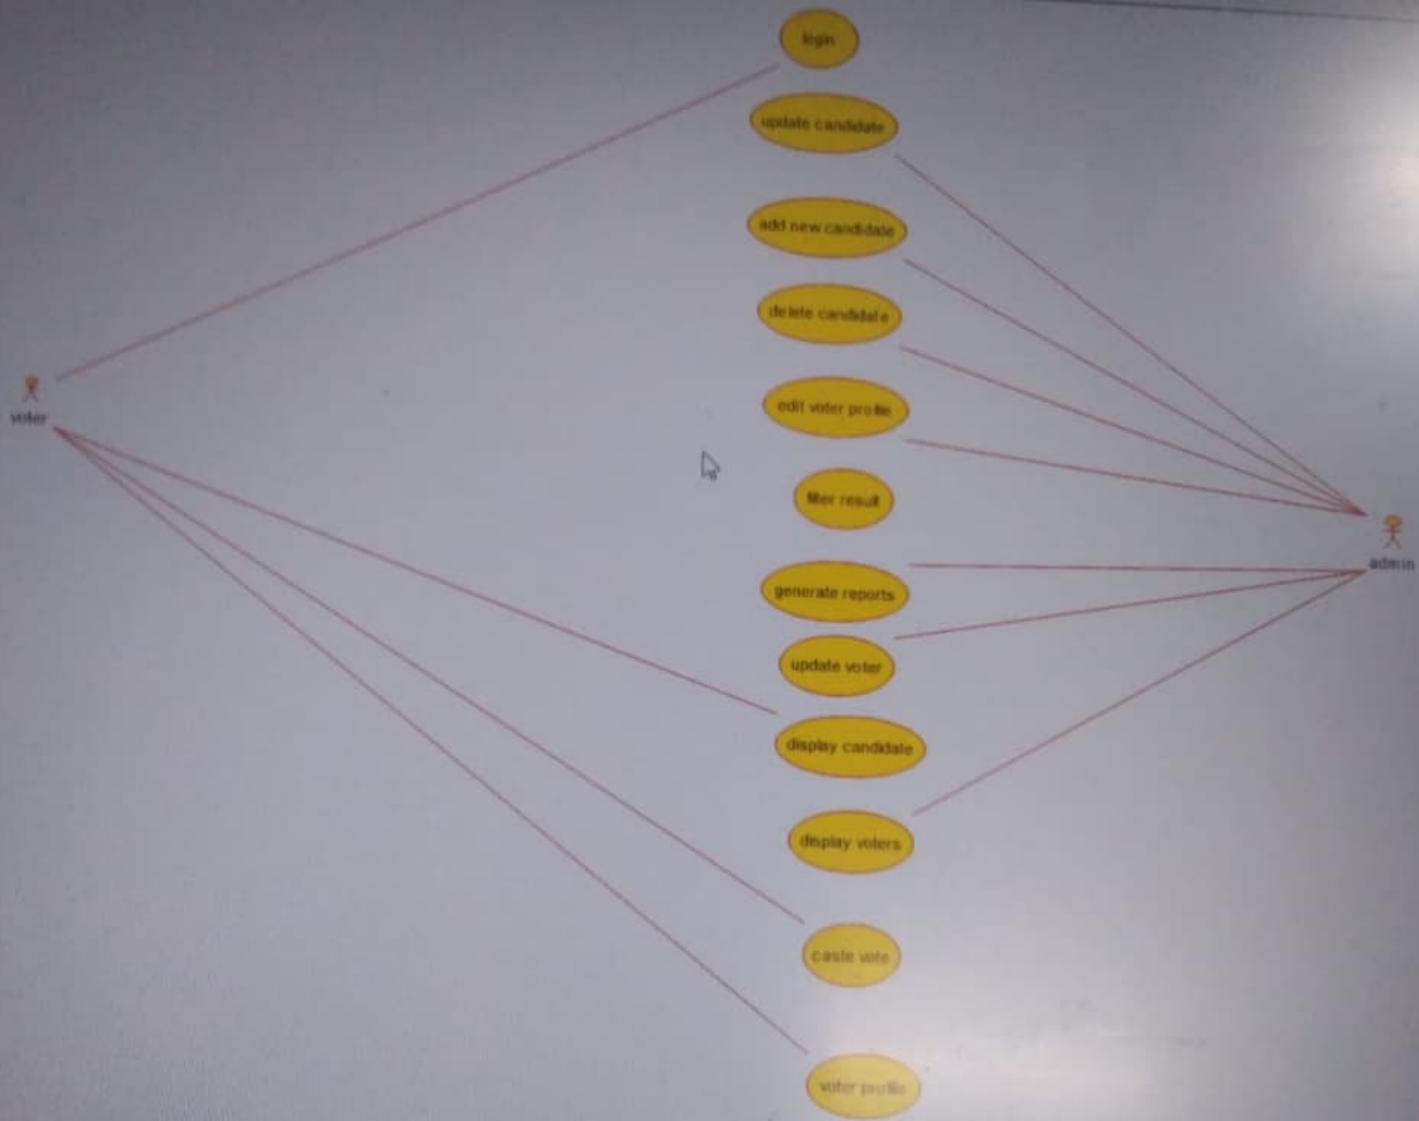 login
update candidate
add new candidate
delete candidate
edit voter profile
voter
filter result
admin
generate reports
update voter
display candidate
display voters
caste vote
voter profile